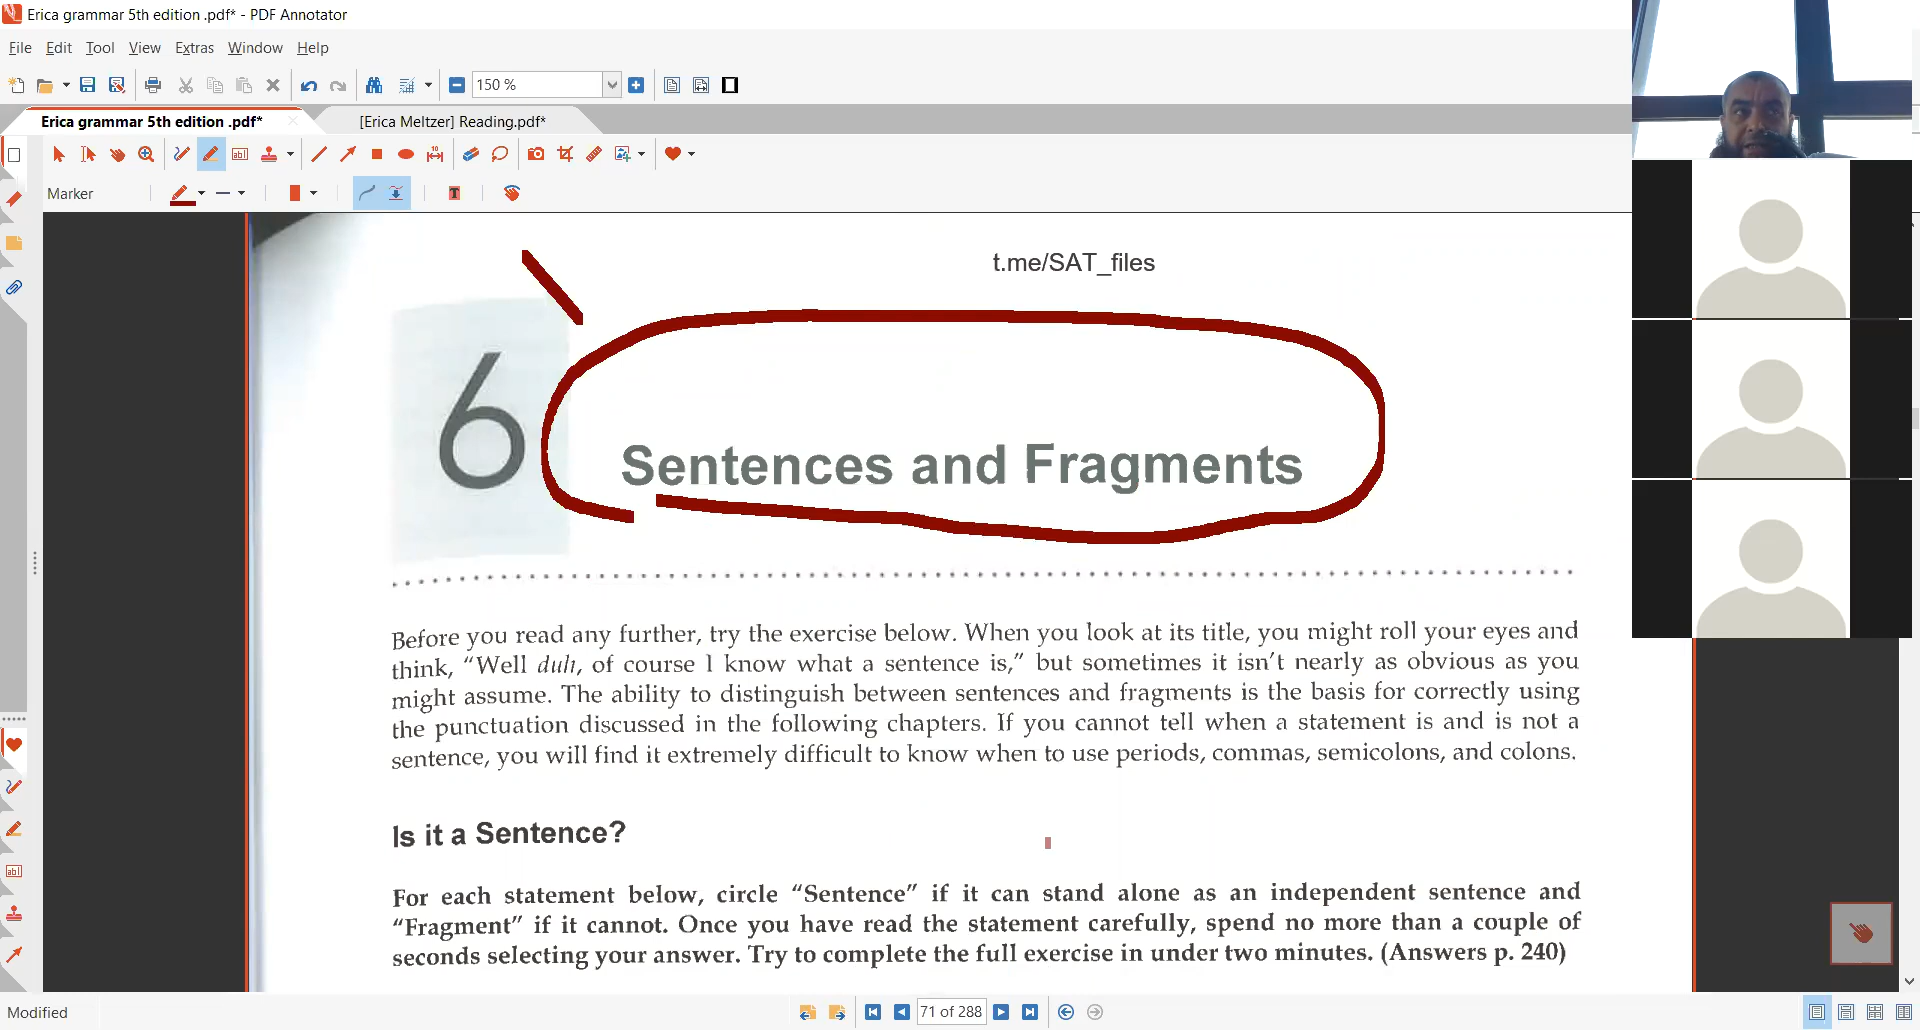 Erica grammar 5th edition .pdf* - PDF Annotator
File Edit Tool View Extras Window Help
150 %
Erica grammar 5th edition .pdf*
[Erica Meltzer] Reading.pdf*
Marker
t.me/SAT_files
6
Sentences and Fragments
Before you read any further, try the exercise below. When you look at its title, you might roll your eyes and
think, “Well duh, of course I know what a sentence is,” but sometimes it isn’t nearly as obvious as you
might assume. The ability to distinguish between sentences and fragments is the basis for correctly using
the punctuation discussed in the following chapters. If you cannot tell when a statement is and is not a
sentence, you will find it extremely difficult to know when to use periods, commas, semicolons, and colons.
Is it a Sentence?
For each statement below, circle “Sentence” if it can stand alone as an independent sentence and
“Fragment” if it cannot. Once you have read the statement carefully, spend no more than a couple of
seconds selecting your answer. Try to complete the full exercise in under two minutes. (Answers p. 240)
Modified
71 of 288